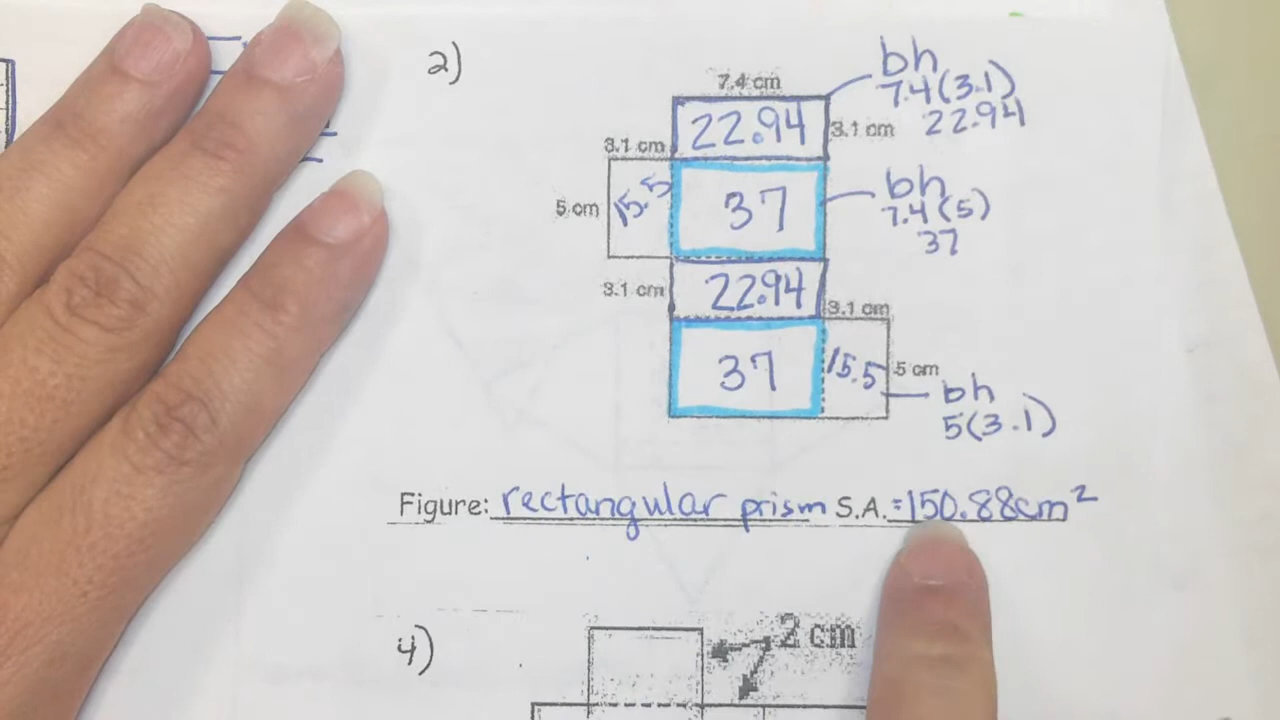 2)
7.4 cm
bh
7.4(3.1)
22.94
22.94
3.1 cm
3.1 cm
5 cm
15.5
37
bh
7.4(5)
37
3.1 cm
22.94
3.1 cm
37
15.5
5 cm
bh
5(3.1)
Figure: rectangular prism S.A.=150.88cm²
4)
2 cm